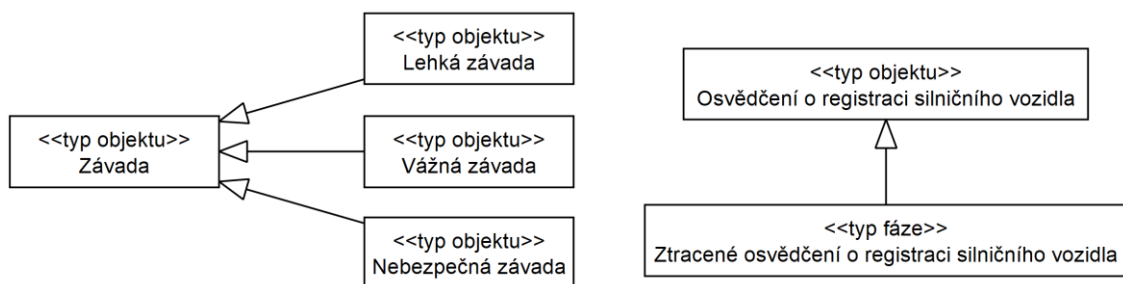 <<typ objektu>>
Lehká závada
<<typ objektu>>
Závada
<<typ objektu>>
Vážná závada
<<typ objektu>>
Nebezpečná závada
<<typ objektu>>
Osvědčení o registraci silničního vozidla
<<typ fáze>>
Ztracené osvědčení o registraci silničního vozidla